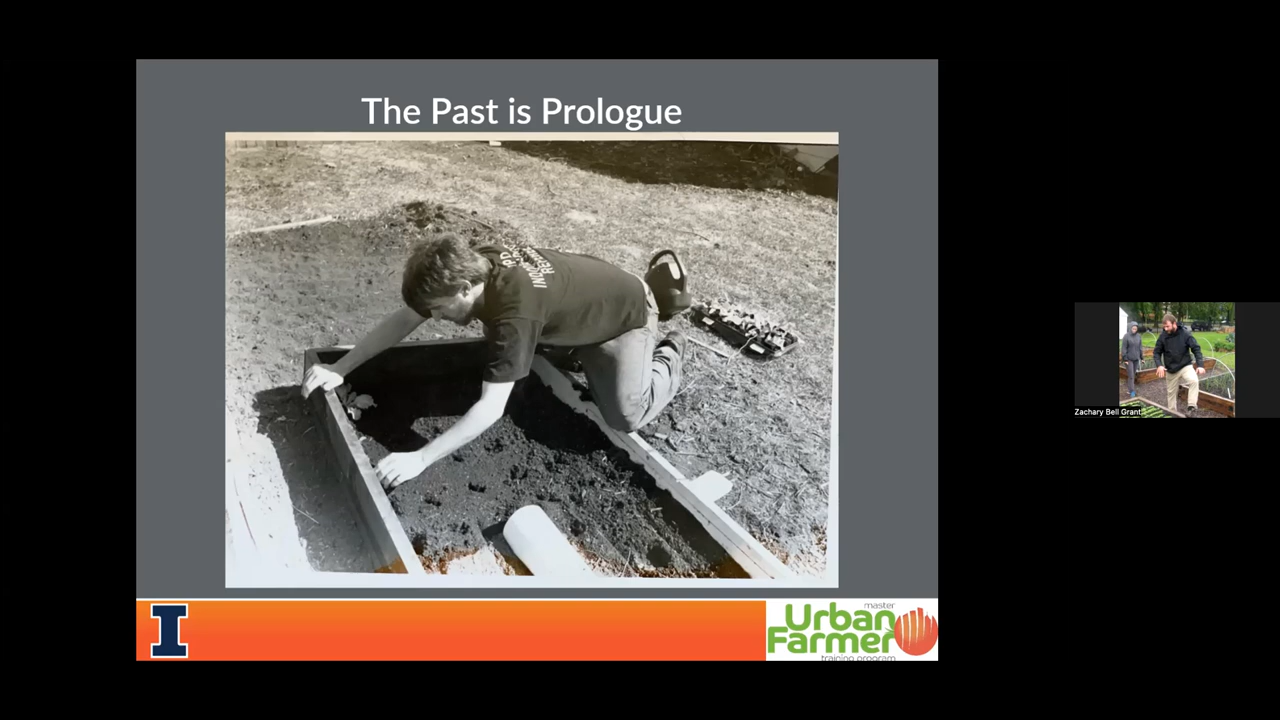 The Past is Prologue
Zachary Bell Grant
I
master
Urban
Farmer
training program